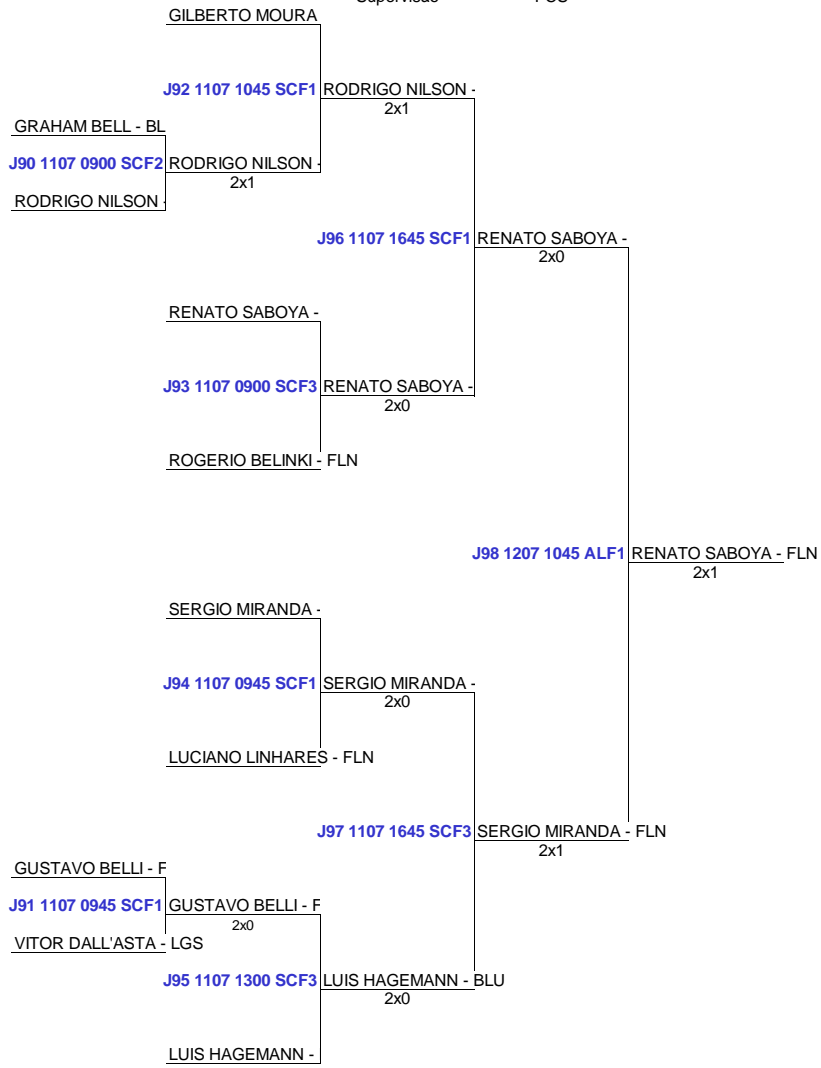 GILBERTO MOURA
J92 1107 1045 SCF1 RODRIGO NILSON -
2x1
GRAHAM BELL - BL
J90 1107 0900 SCF2 RODRIGO NILSON -
2x1
RODRIGO NILSON -
J96 1107 1645 SCF1 RENATO SABOYA -
2x0
RENATO SABOYA -
J93 1107 0900 SCF3 RENATO SABOYA -
2x0
ROGERIO BELINKI - FLN
J98 1207 1045 ALF1 RENATO SABOYA - FLN
2x1
SERGIO MIRANDA -
J94 1107 0945 SCF1 SERGIO MIRANDA -
2x0
LUCIANO LINHARES - FLN
J97 1107 1645 SCF3 SERGIO MIRANDA - FLN
2x1
GUSTAVO BELLI - F
J91 1107 0945 SCF1 GUSTAVO BELLI - F
2x0
VITOR DALL'ASTA - LGS
J95 1107 1300 SCF3 LUIS HAGEMANN - BLU
2x0
LUIS HAGEMANN -